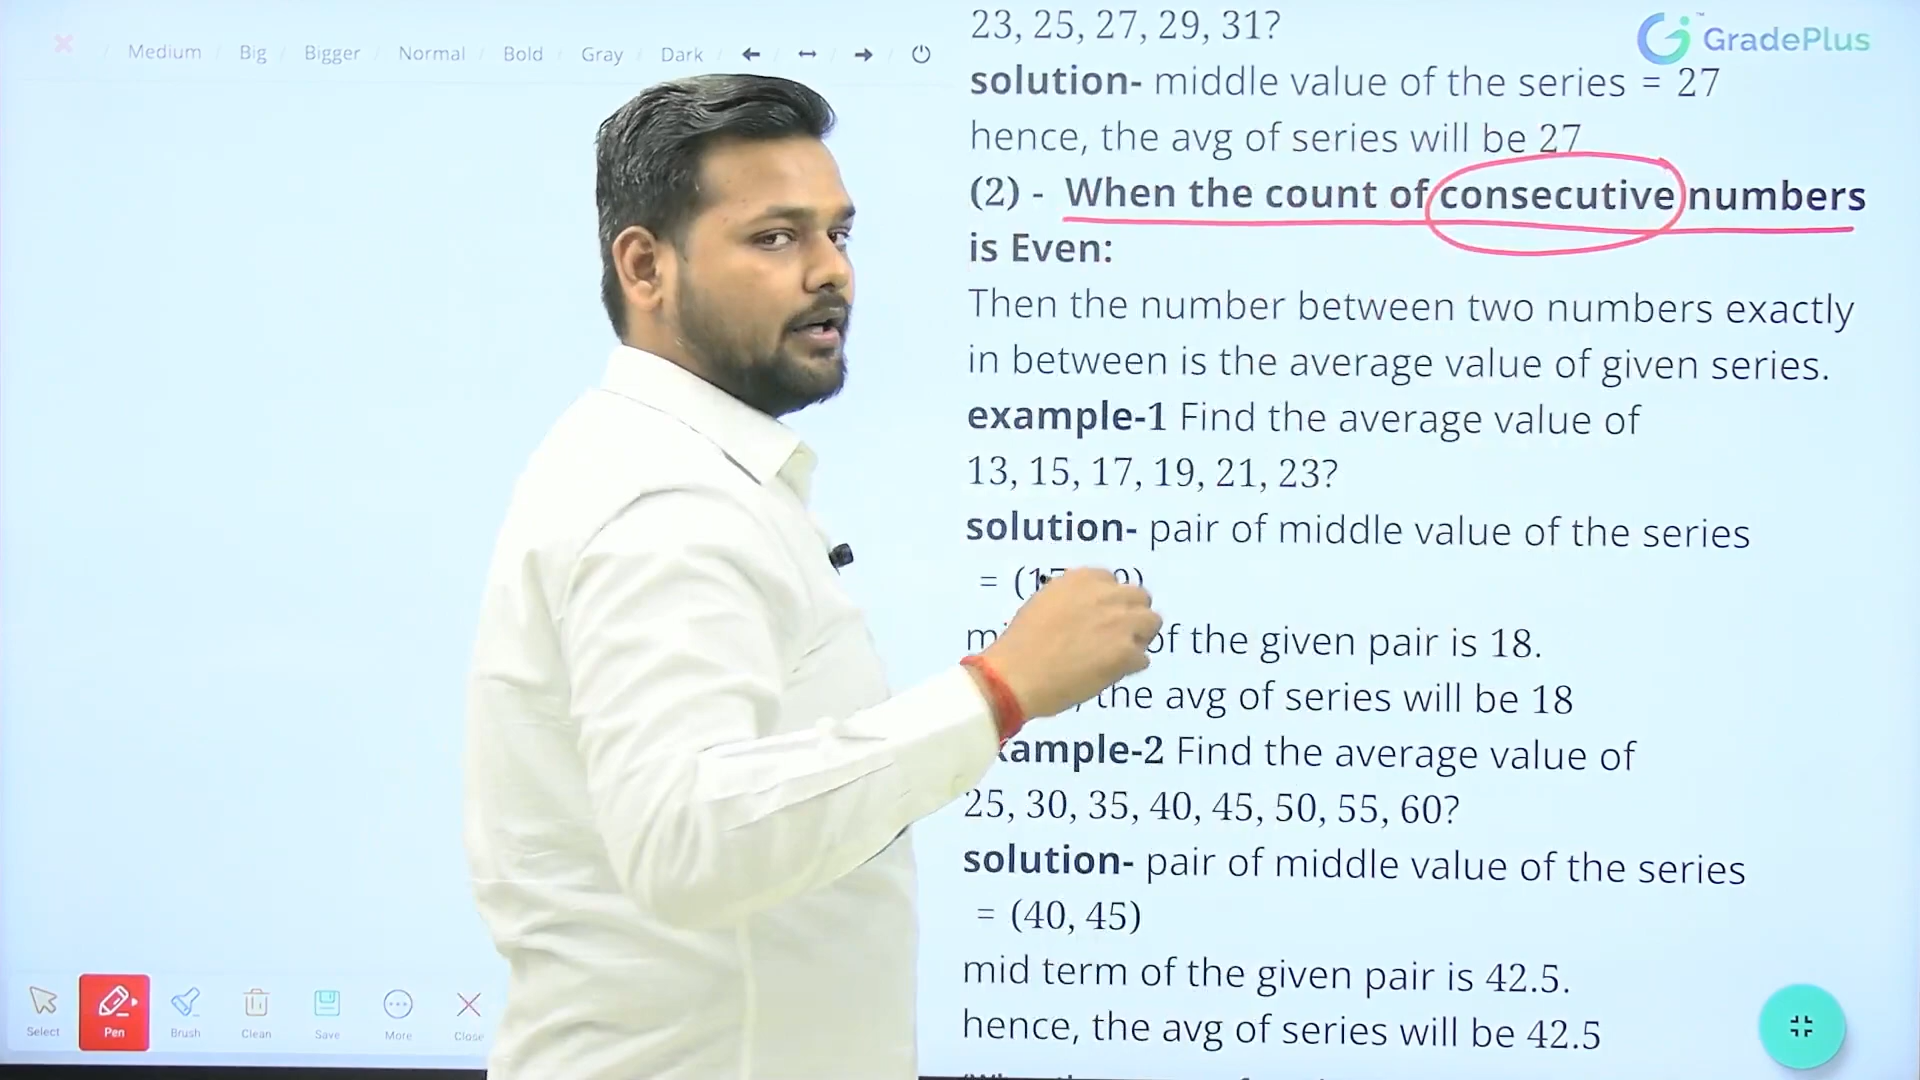 Medium / Big / Bigger / Normal / Bold / Gray / Dark
GradePlus
23, 25, 27, 29, 31?
solution- middle value of the series = 27
hence, the avg of series will be 27
(2) - When the count of consecutive numbers
is Even:
Then the number between two numbers exactly
in between is the average value of given series.
example-1 Find the average value of
13, 15, 17, 19, 21, 23?
solution- pair of middle value of the series
= (
of the given pair is 18.
the avg of series will be 18
example-2 Find the average value of
25, 30, 35, 40, 45, 50, 55, 60?
solution- pair of middle value of the series
= (40, 45)
mid term of the given pair is 42.5.
hence, the avg of series will be 42.5
Select Pen Brush Clean Save More Close